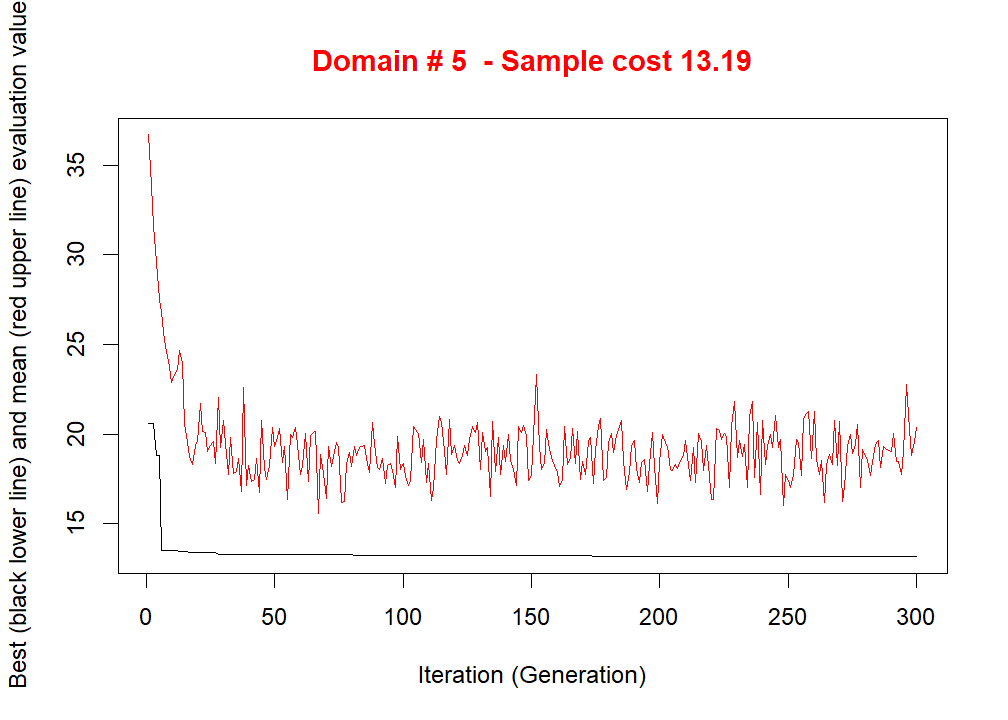 Domain # 5  - Sample cost 13.19
Best (black lower line) and mean (red upper line) evaluation value
35
30
25
20
15
0 50 100 150 200 250 300
Iteration (Generation)